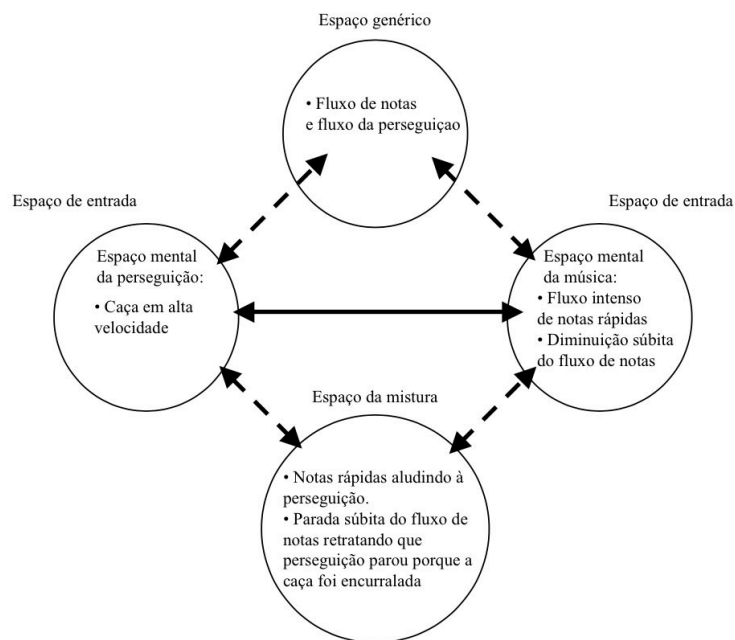 Espaço genérico
• Fluxo de notas
e fluxo da perseguiçao
Espaço de entrada
Espaço de entrada
Espaço mental
da perseguição:
• Caça em alta
velocidade
Espaço mental
da música:
• Fluxo intenso
de notas rápidas
• Diminuição súbita
do fluxo de notas
Espaço da mistura
• Notas rápidas aludindo à
perseguição.
• Parada súbita do fluxo de
notas retratando que
perseguição parou porque a
caça foi encurralada